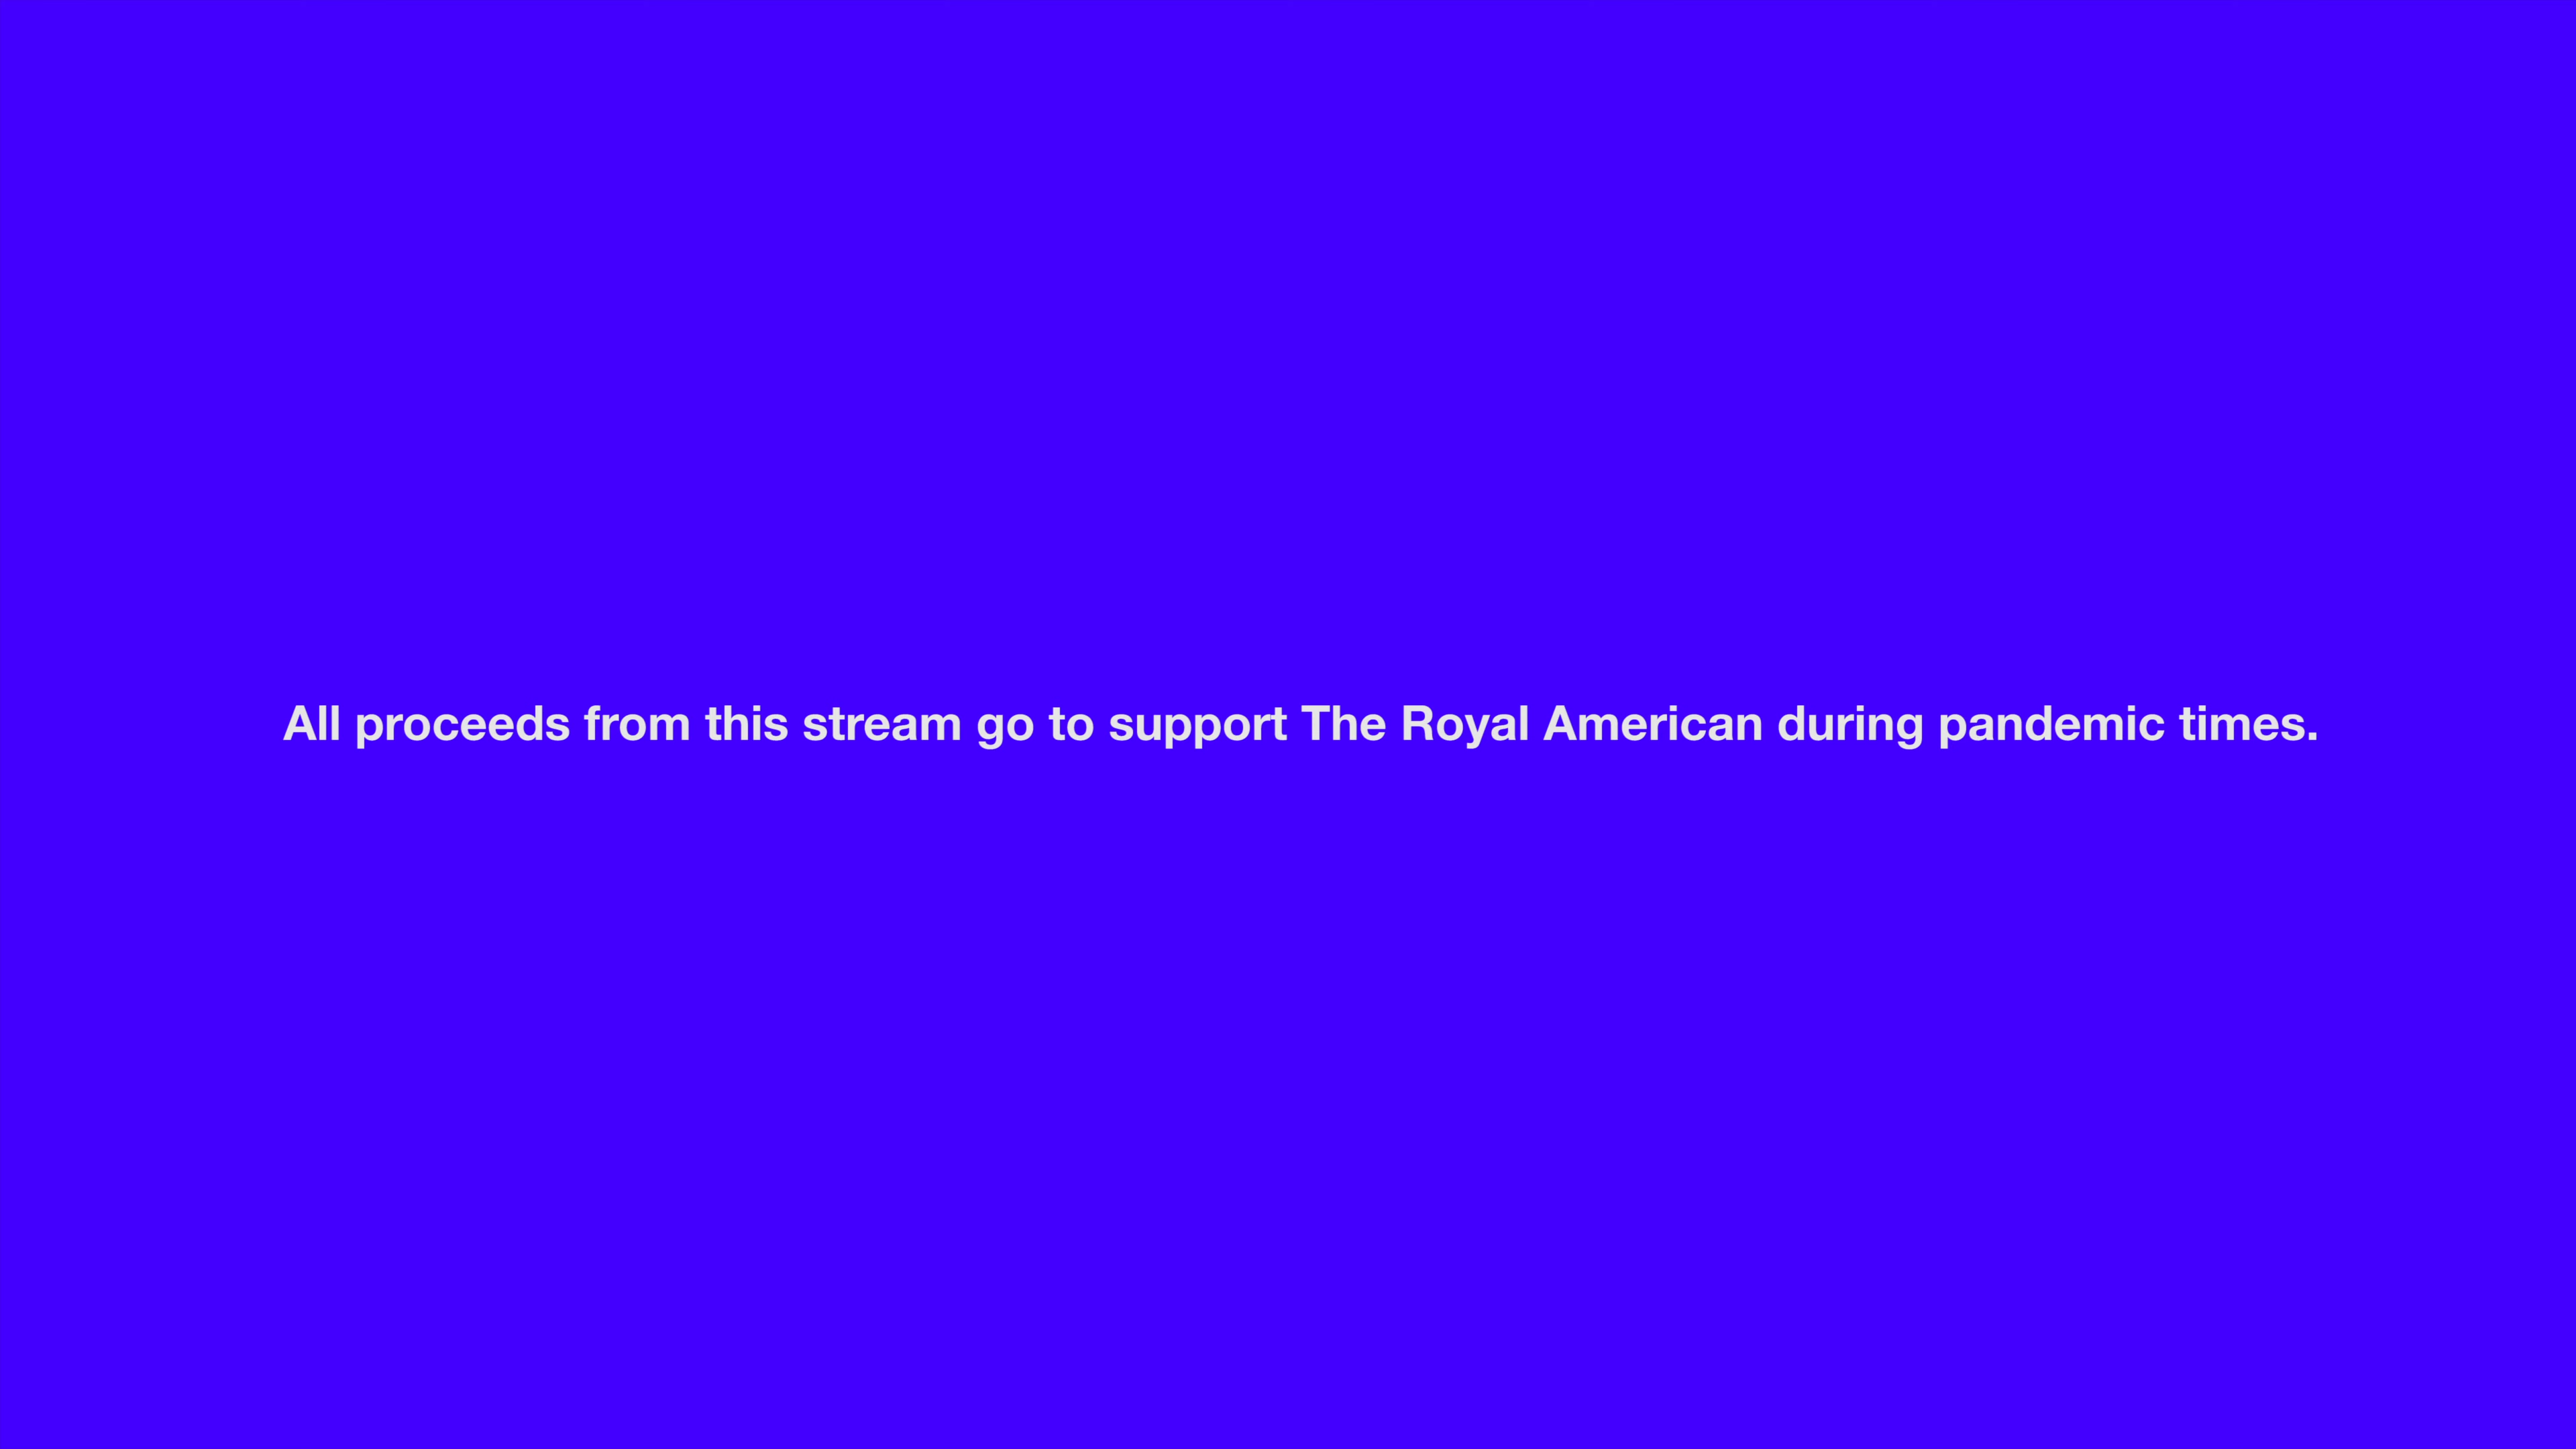 All proceeds from this stream go to support The Royal American during pandemic times.